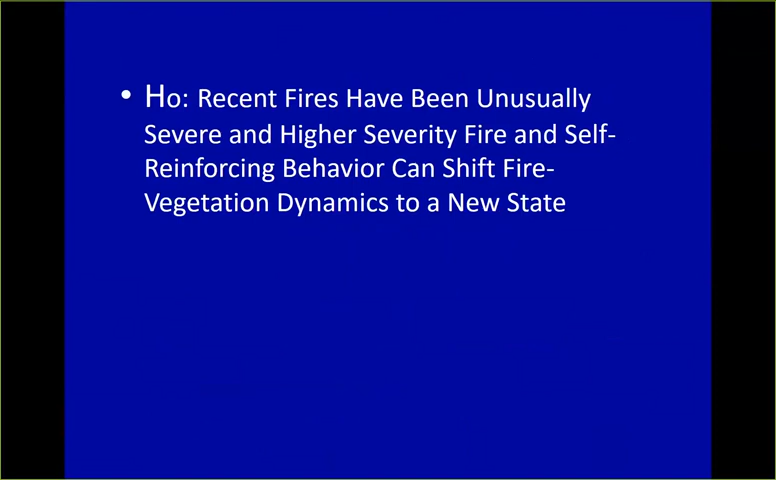 • Ho: Recent Fires Have Been Unusually
Severe and Higher Severity Fire and Self-
Reinforcing Behavior Can Shift Fire-
Vegetation Dynamics to a New State